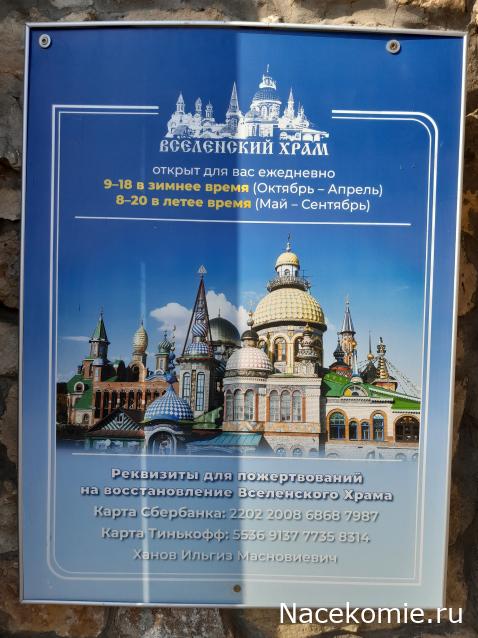 ВСЕЛЕНСКИЙ ХРАМ
открыт для вас ежедневно
9–18 в зимнее время (Октябрь – Апрель)
8–20 в летее время (Май – Сентябрь)
Реквизиты для пожертвований
на восстановление Вселенского Храма
Карта Сбербанка: 2202 2008 6868 7987
Карта Тинькофф: 5536 9137 7735 8314
Ханов Ильгиз Масновиевич
Nacekomie.ru